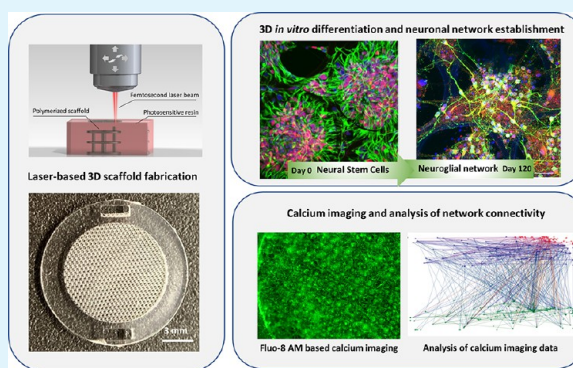 Femtosecond laser beam
Polymerized scaffold
Photosensitive resin
Laser-based 3D scaffold fabrication
3 mm
3D in vitro differentiation and neuronal network establishment
Day 0 Neural Stem Cells
Neuroglial network Day 120
Calcium imaging and analysis of network connectivity
Fluo-8 AM based calcium imaging
Analysis of calcium imaging data